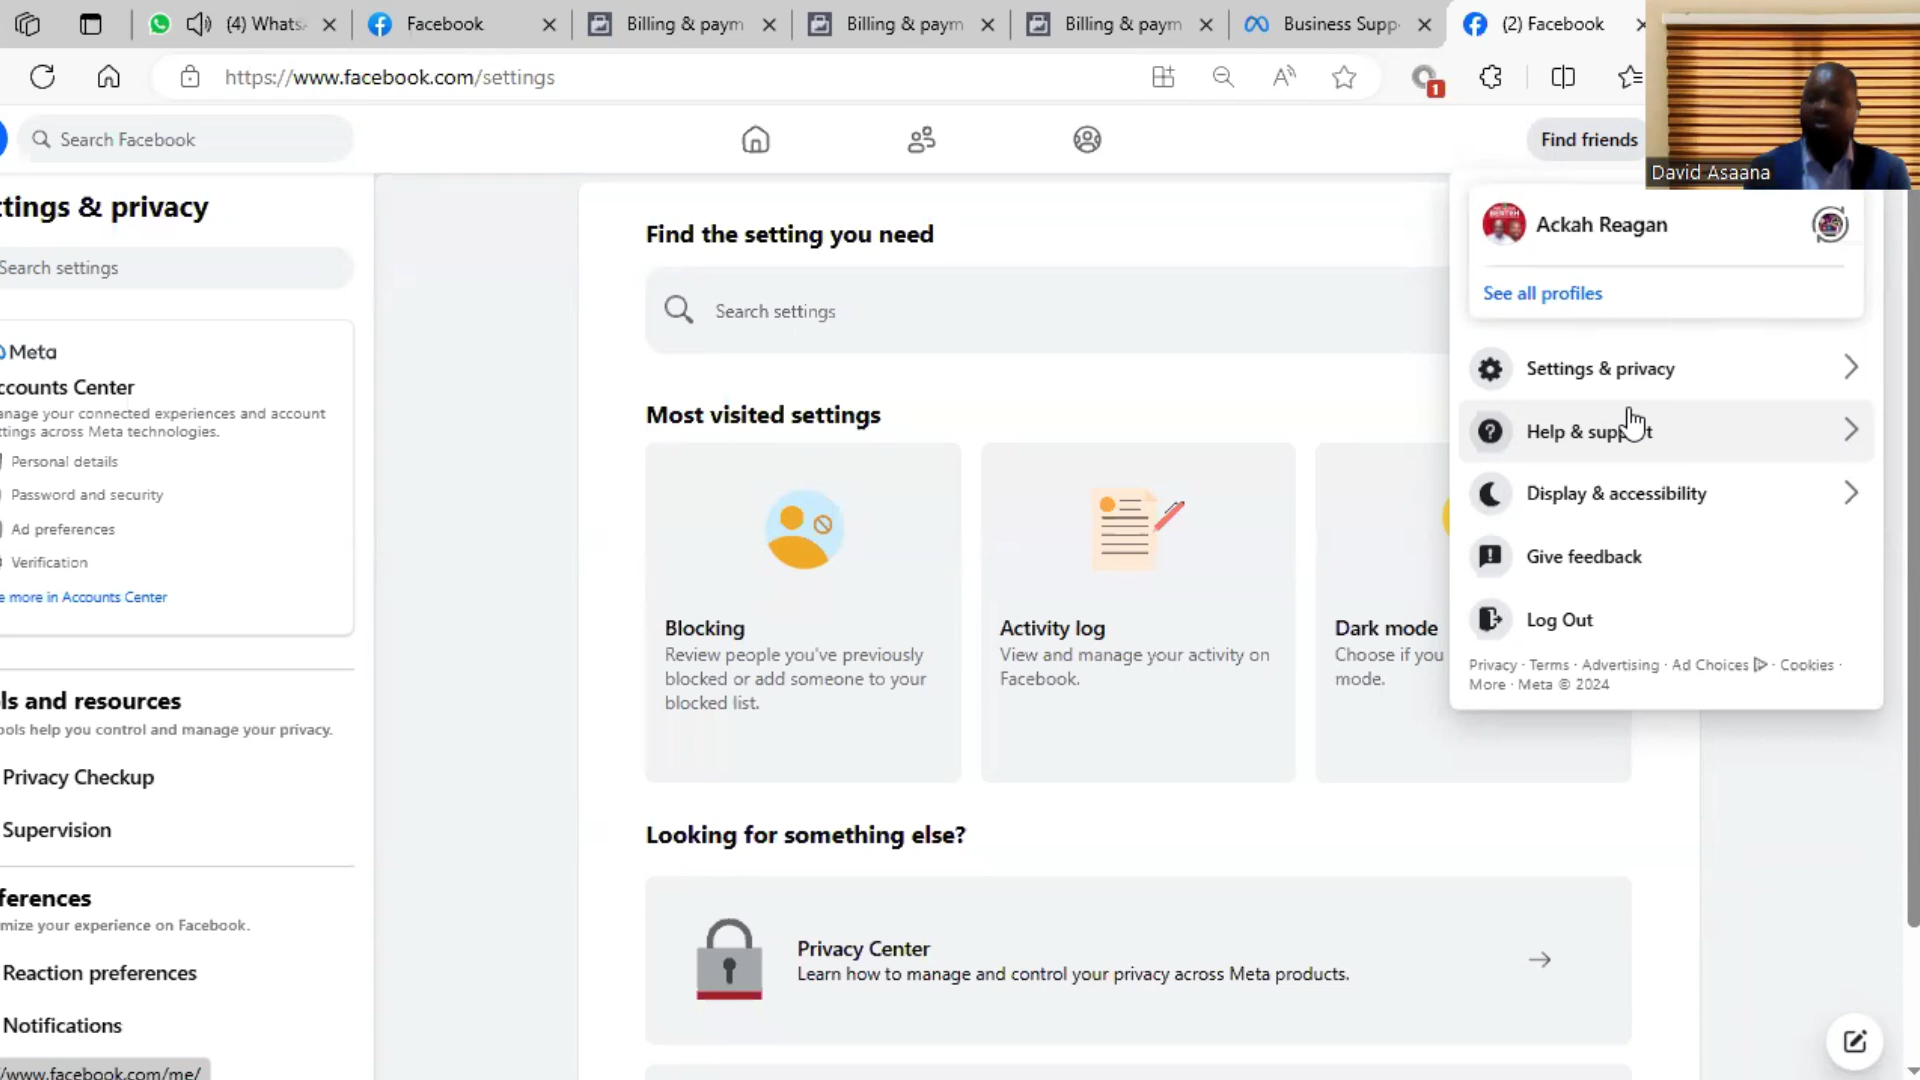 (4) Whats
Facebook
Billing & paym
Billing & paym
Billing & paym
Business Supp
(2) Facebook
https://www.facebook.com/settings
1
Search Facebook
Find friends
David Asaana
ttings & privacy
Search settings
Meta
ccounts Center
anage your connected experiences and account
ttings across Meta technologies.
Personal details
Password and security
Ad preferences
Verification
e more in Accounts Center
ls and resources
ools help you control and manage your privacy.
Privacy Checkup
Supervision
ferences
mize your experience on Facebook.
Reaction preferences
Notifications
/www.facebook.com/me/
Find the setting you need
Search settings
Most visited settings
Blocking
Review people you've previously
blocked or add someone to your
blocked list.
Activity log
View and manage your activity on
Facebook.
Dark mode
Choose if you
mode.
Looking for something else?
Privacy Center
Learn how to manage and control your privacy across Meta products.
Ackah Reagan
See all profiles
Settings & privacy
Help & support
Display & accessibility
Give feedback
Log Out
Privacy · Terms · Advertising · Ad Choices · Cookies ·
More · Meta © 2024